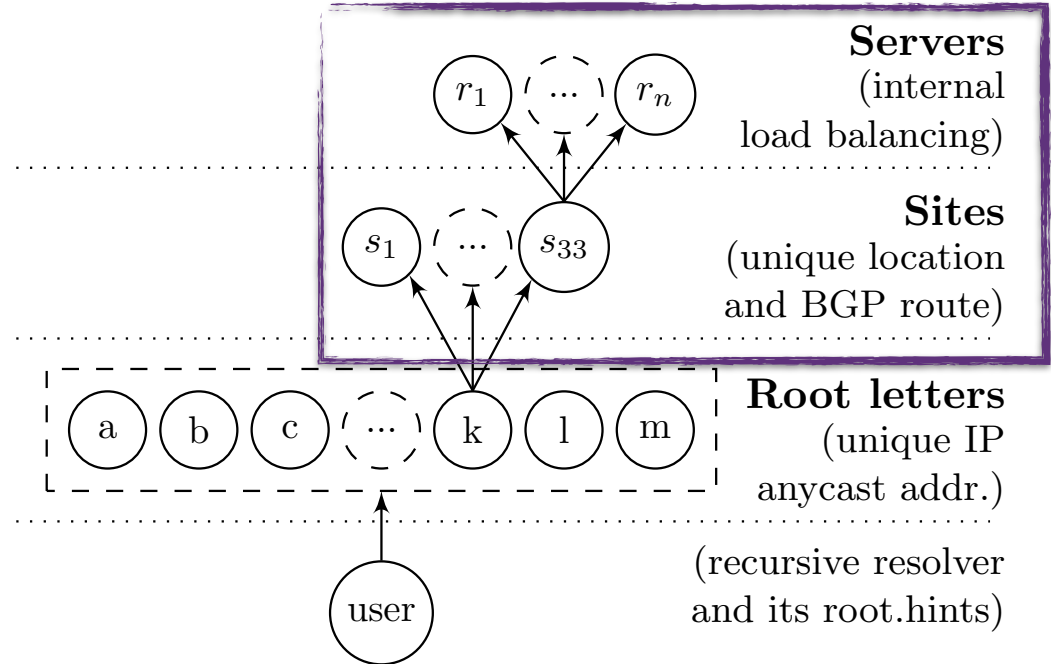 Servers
(internal
load balancing)
r₁ ... rₙ
Sites
(unique location
and BGP route)
s₁ ... s₃₃
Root letters
(unique IP
anycast addr.)
a b c ... k l m
(recursive resolver
and its root.hints)
user